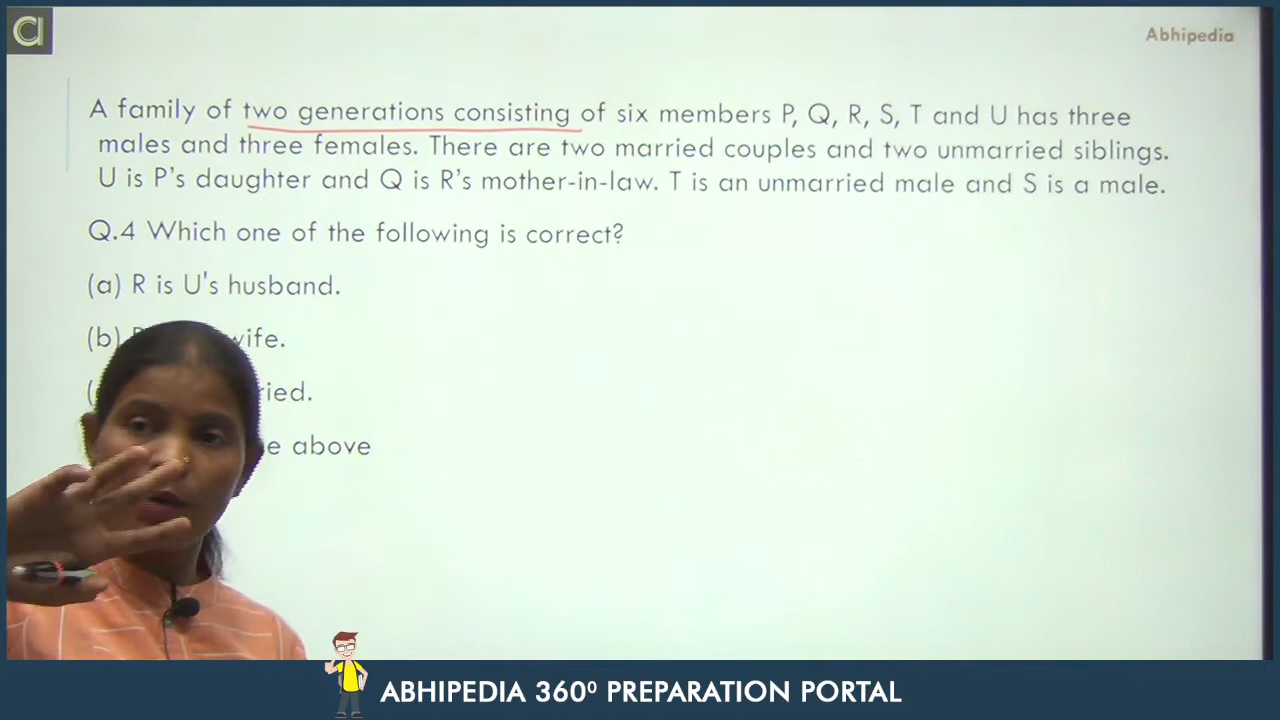 Abhipedia
A family of two generations consisting of six members P, Q, R, S, T and U has three
males and three females. There are two married couples and two unmarried siblings.
U is P's daughter and Q is R's mother-in-law. T is an unmarried male and S is a male.
Q.4 Which one of the following is correct?
(a) R is U's husband.
(b) wife.
ried.
e above
ABHIPEDIA 360⁰ PREPARATION PORTAL